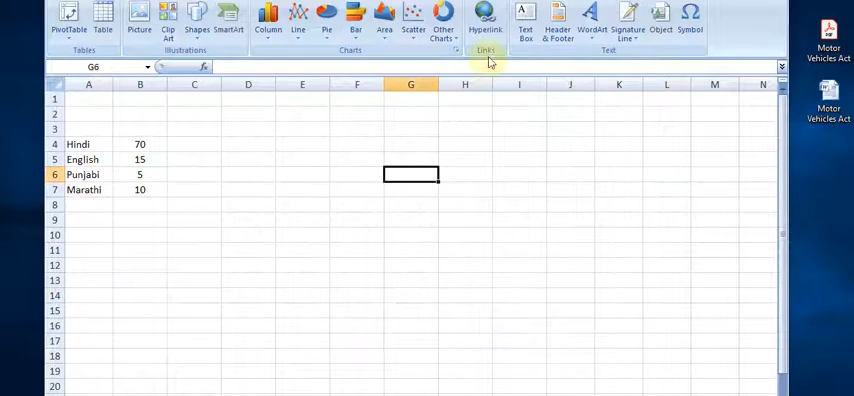 PivotTable Table Picture Clip Art Shapes SmartArt Column Line Pie Bar Area Scatter Other Charts Hyperlink Text Box Header & Footer WordArt Signature Line Object Symbol
Tables Illustrations Charts Links Text
G6 fx
A B C D E F G H I J K L M N
1
2
3
4 Hindi 70
5 English 15
6 Punjabi 5
7 Marathi 10
8
9
10
11
12
13
14
15
16
17
18
19
20
Motor Vehicles Act
Motor Vehicles Act